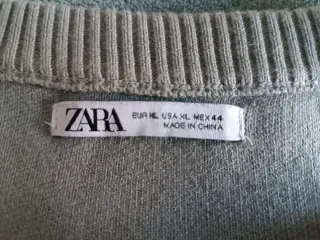 ZARA
EUR XL USA XL MEX 44
MADE IN CHINA